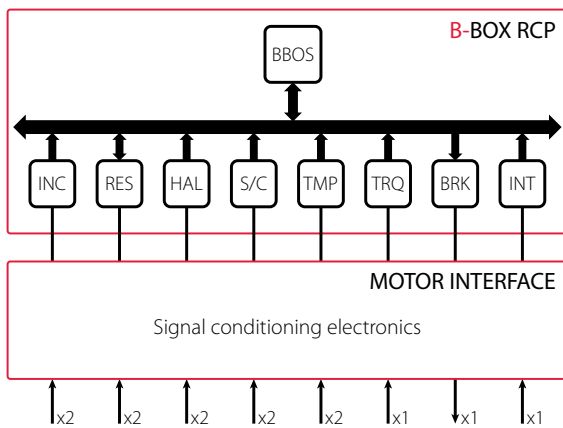 B-BOX RCP
BBOS
INC RES HAL S/C TMP TRQ BRK INT
MOTOR INTERFACE
Signal conditioning electronics
x2 x2 x2 x2 x2 x1 x1 x1